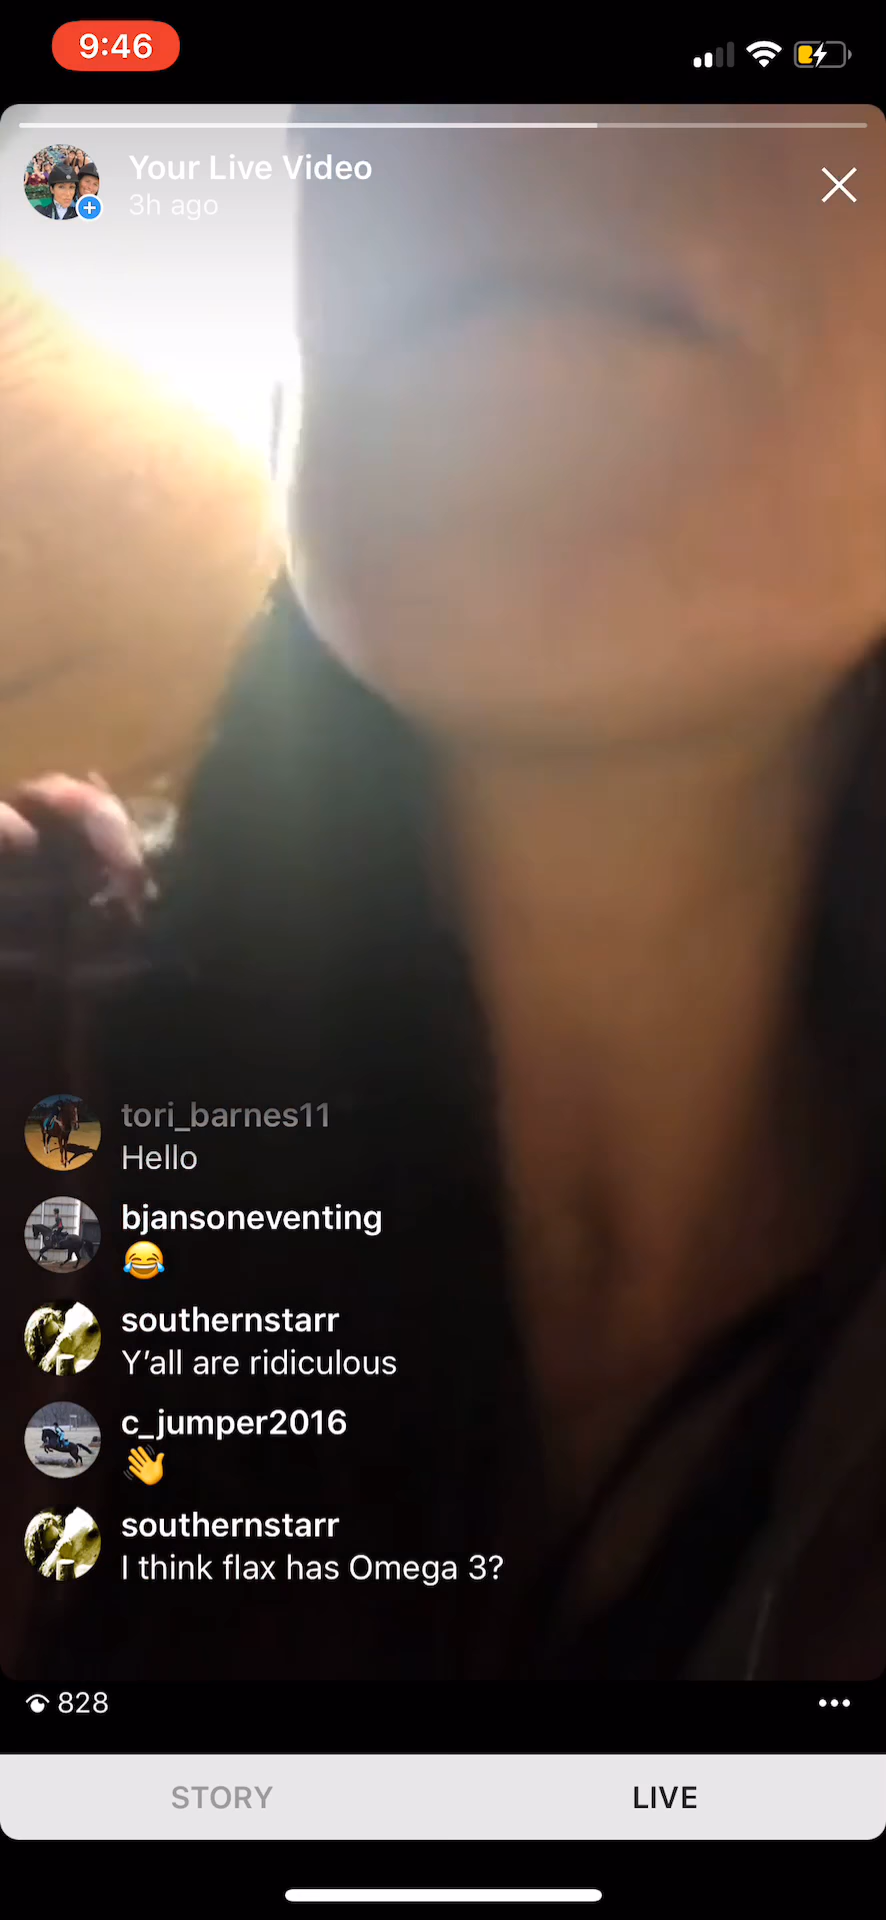 9:46
Your Live Video
3h ago
tori_barnes11
Hello
bjansoneventing
😂
southernstarr
Y'all are ridiculous
c_jumper2016
👋
southernstarr
I think flax has Omega 3?
828
STORY
LIVE